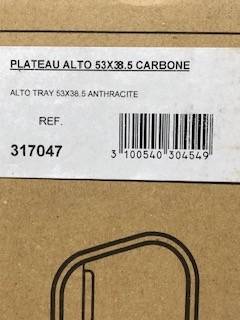 PLATEAU ALTO 53X38.5 CARBONE
ALTO TRAY 53X38.5 ANTHRACITE
REF.
317047
3 100540 304549